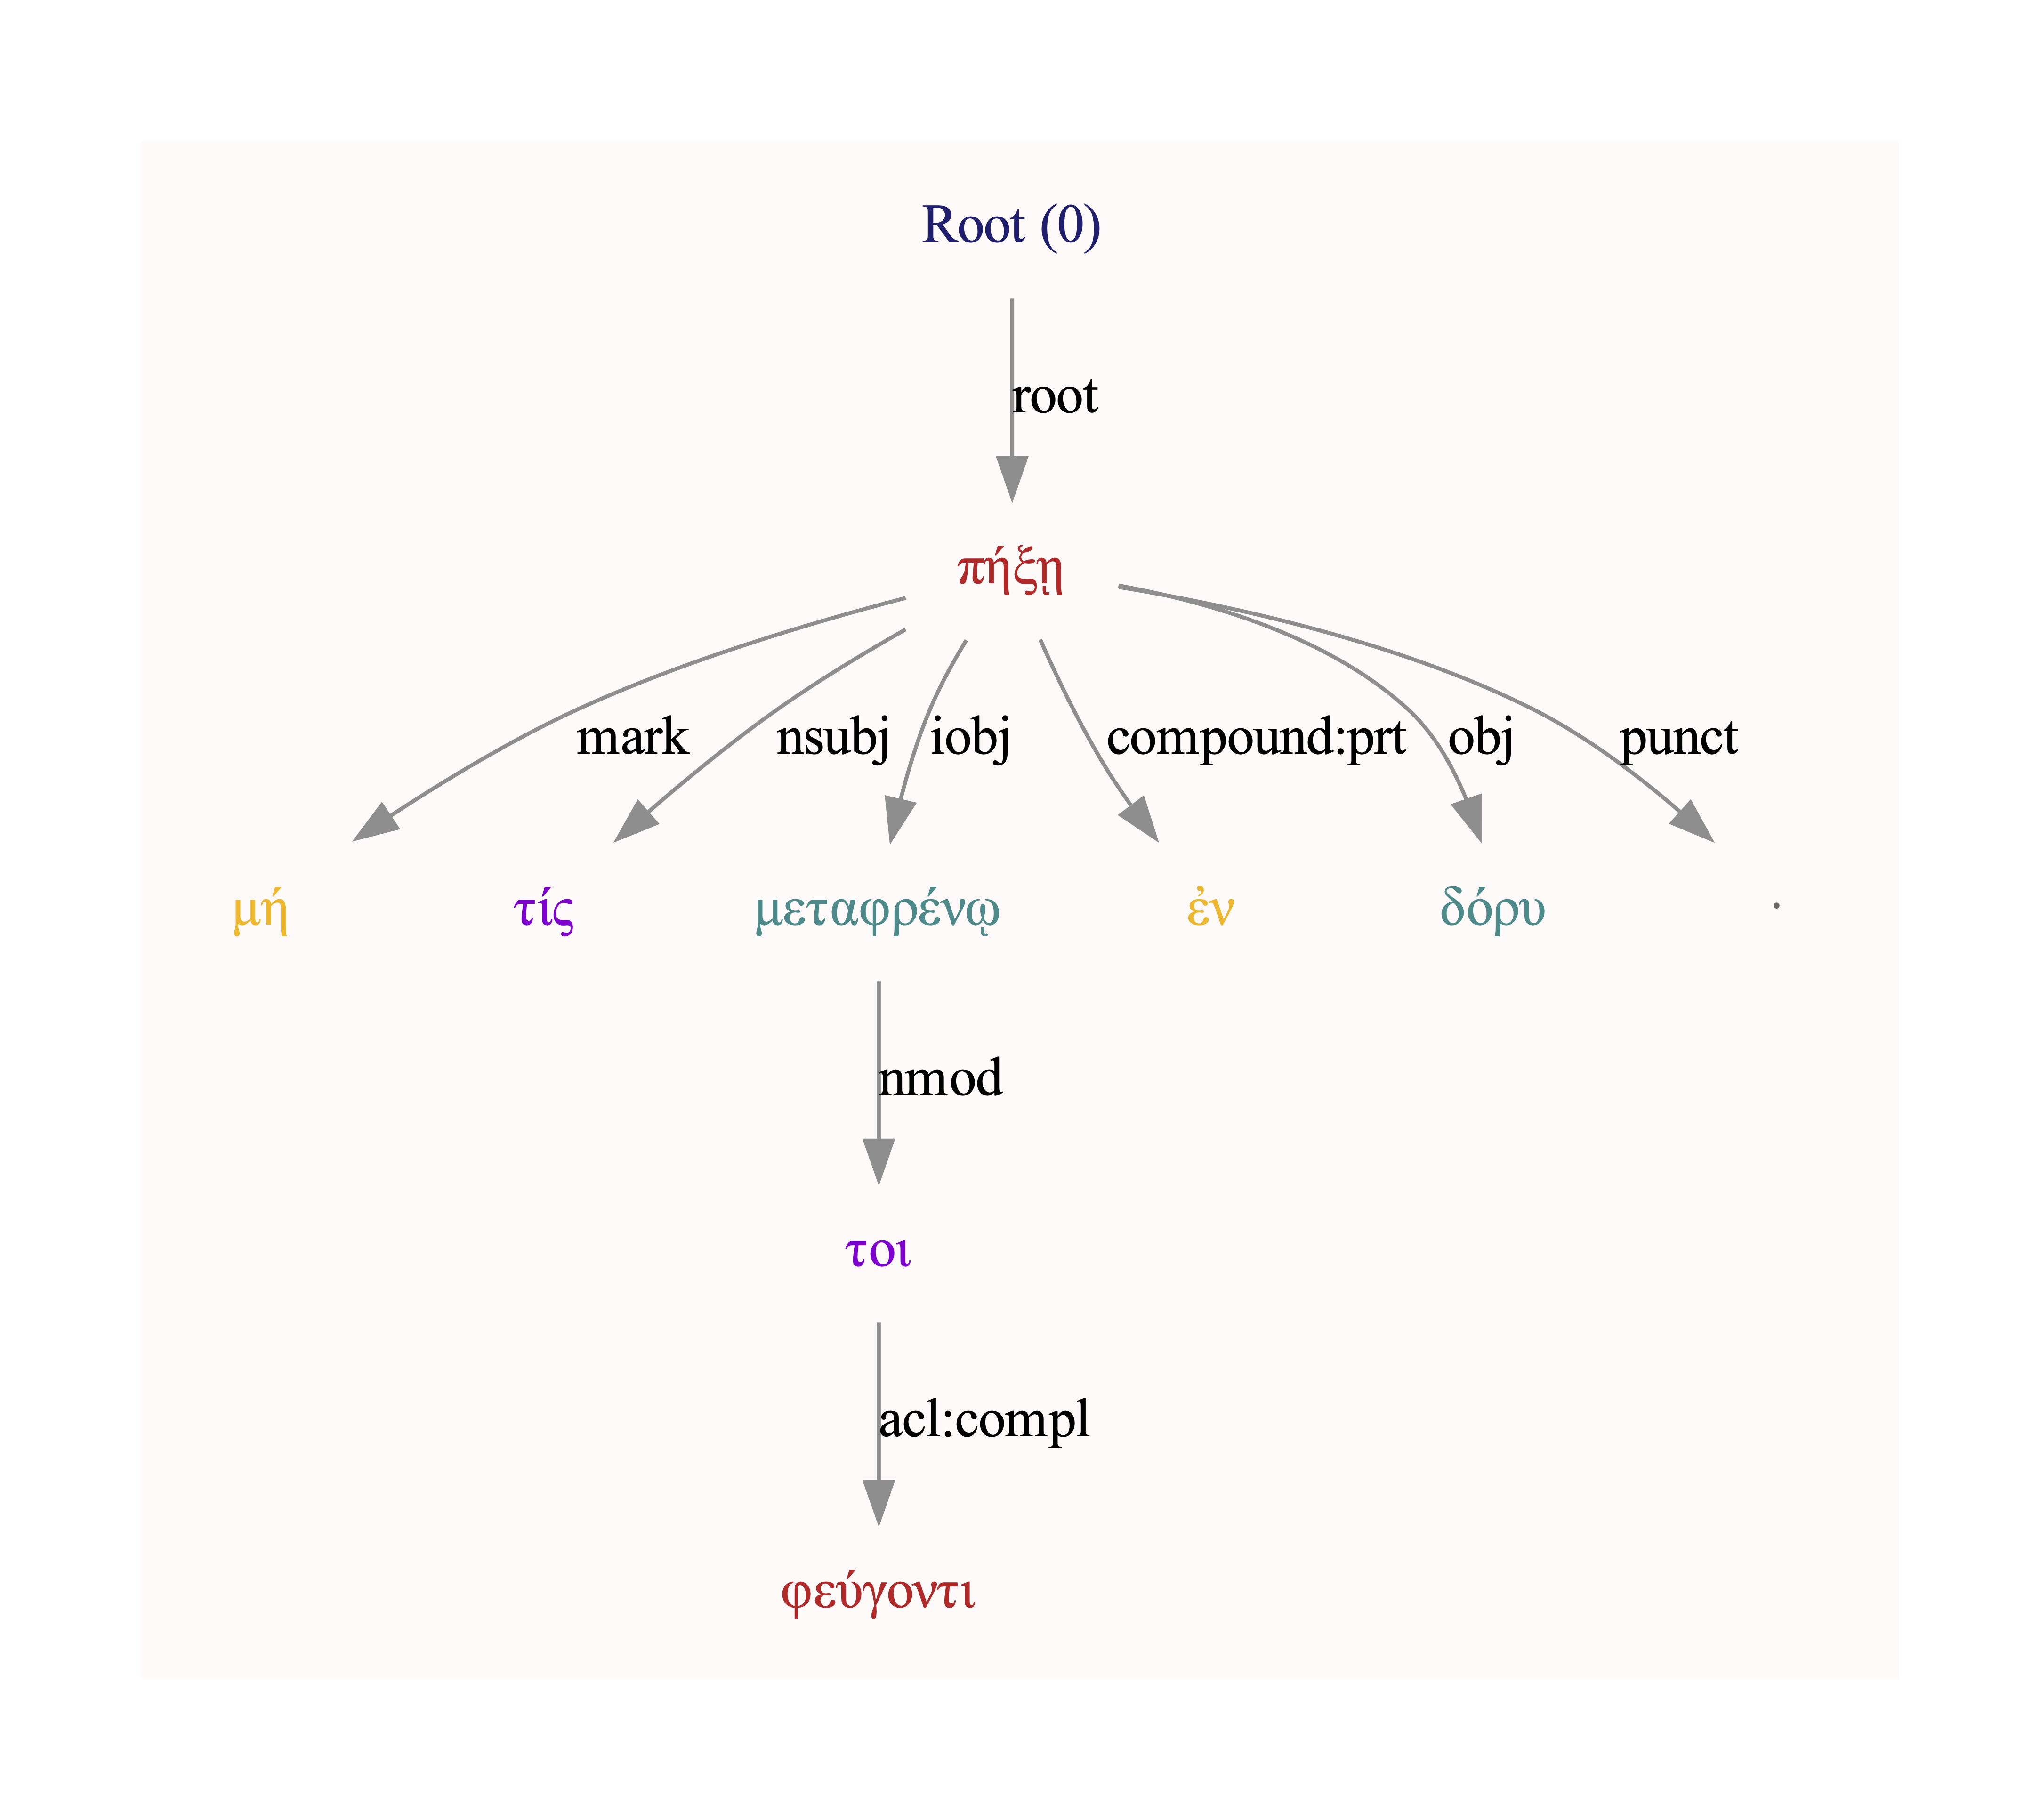 Root (0)
root
πήξῃ
mark nsubj iobj compound:prt obj punct
μή τίς μεταφρένῳ ἐν δόρυ ·
nmod
τοι
acl:compl
φεύγοντι